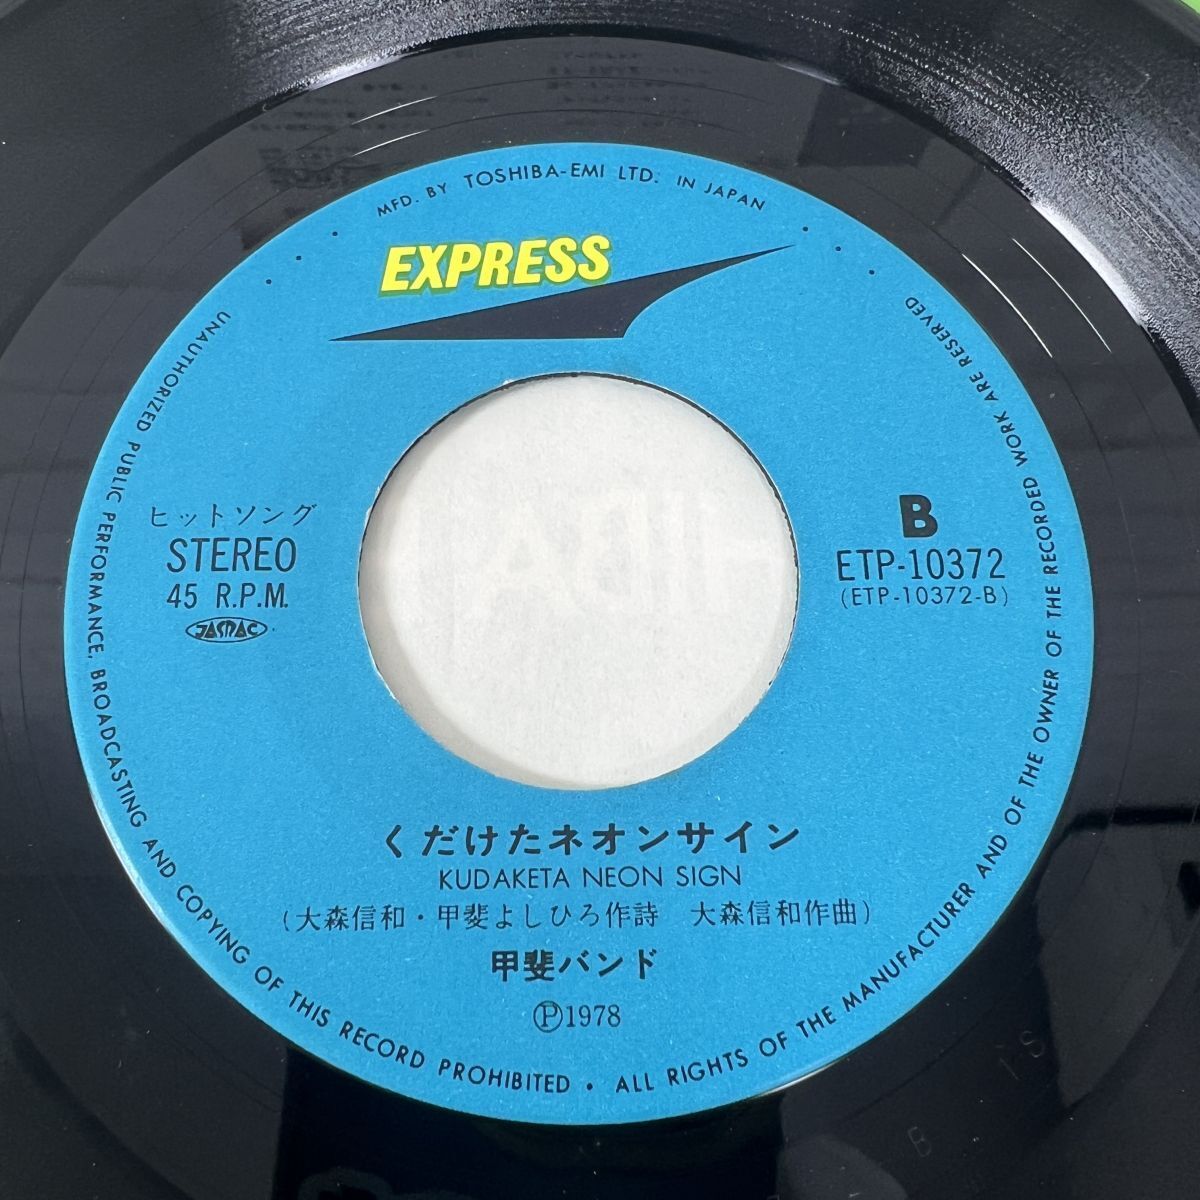 MFD. BY TOSHIBA-EMI LTD. IN JAPAN
EXPRESS
ヒットソング
STEREO
45 R.P.M.
JASRAC
B
ETP-10372
(ETP-10372-B)
くだけたネオンサイン
KUDAKETA NEON SIGN
(大森信和・甲斐よしひろ作詩 大森信和作曲)
甲斐バンド
Ⓟ1978
UNAUTHORIZED PUBLIC PERFORMANCE, BROADCASTING AND COPYING OF THIS RECORD PROHIBITED • ALL RIGHTS OF THE MANUFACTURER AND OF THE OWNER OF THE RECORDED WORK ARE RESERVED